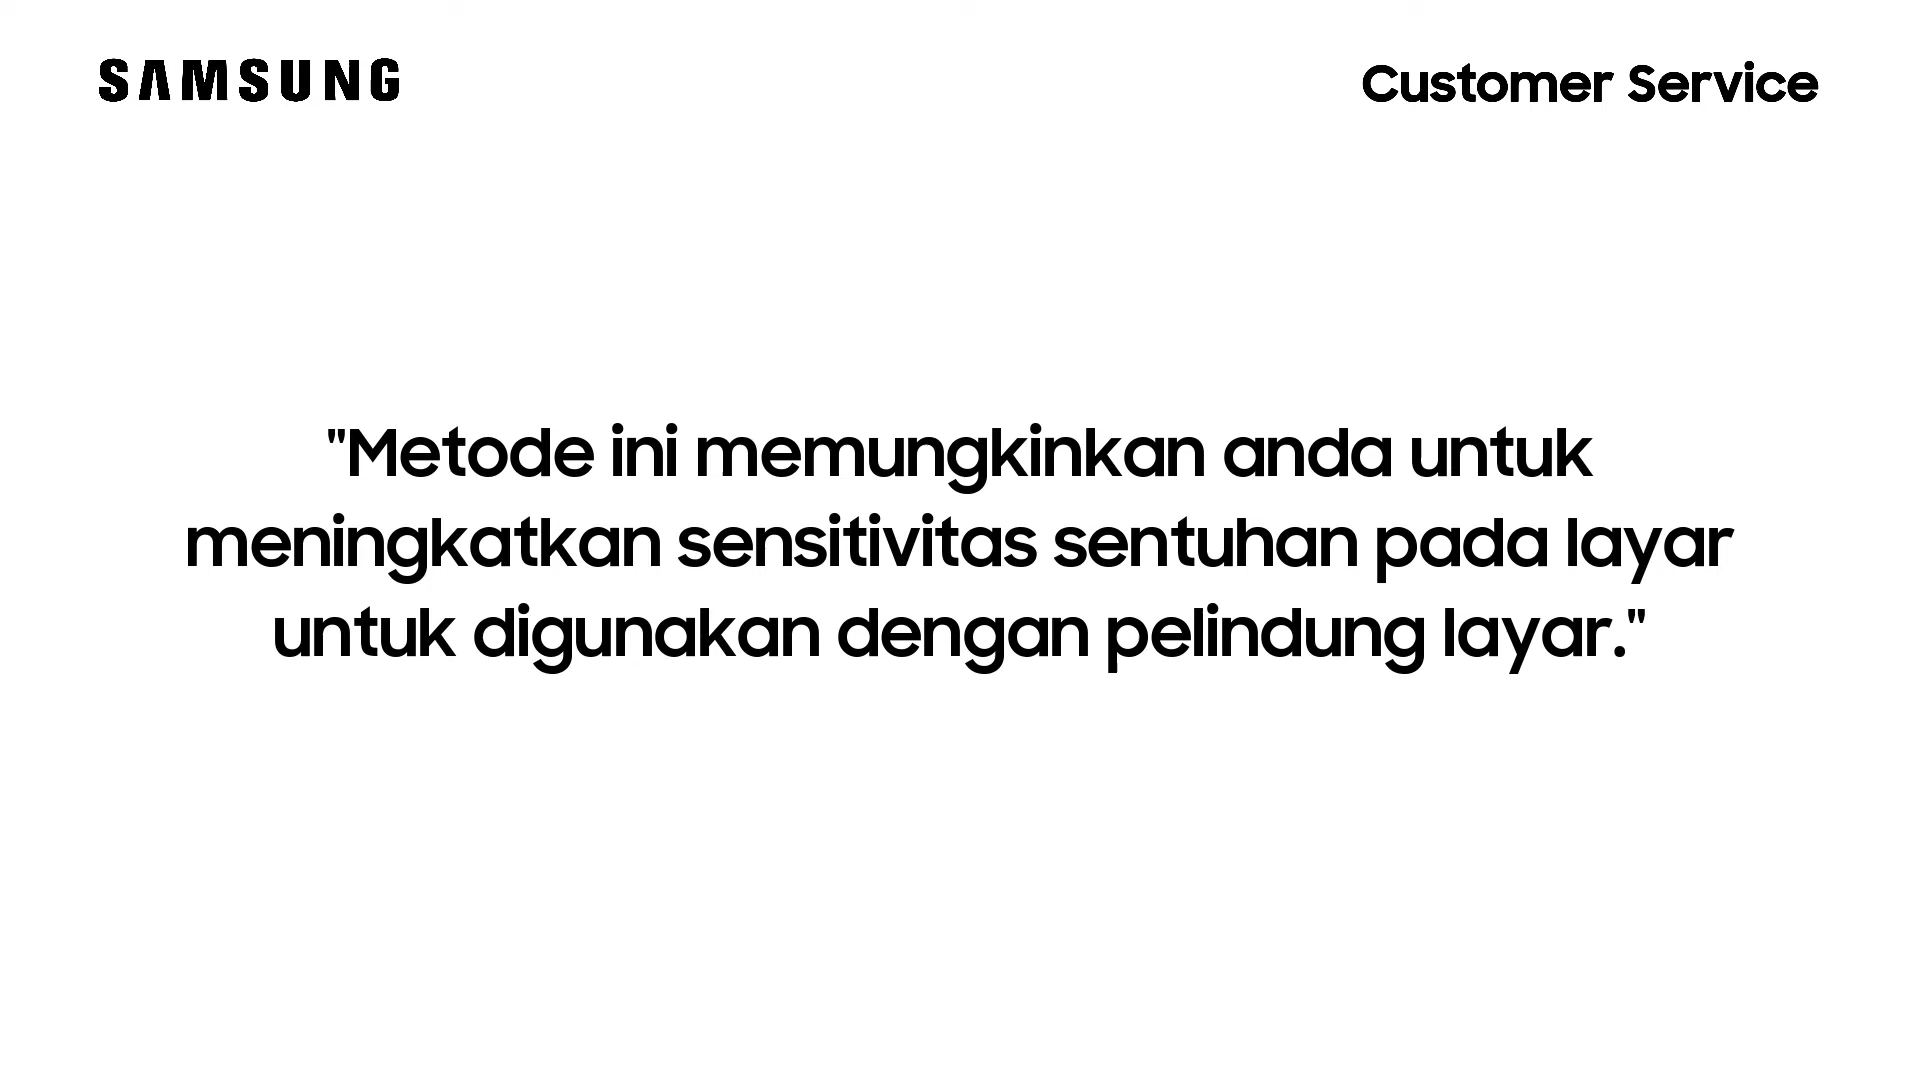 SAMSUNG
Customer Service
"Metode ini memungkinkan anda untuk
meningkatkan sensitivitas sentuhan pada layar
untuk digunakan dengan pelindung layar."